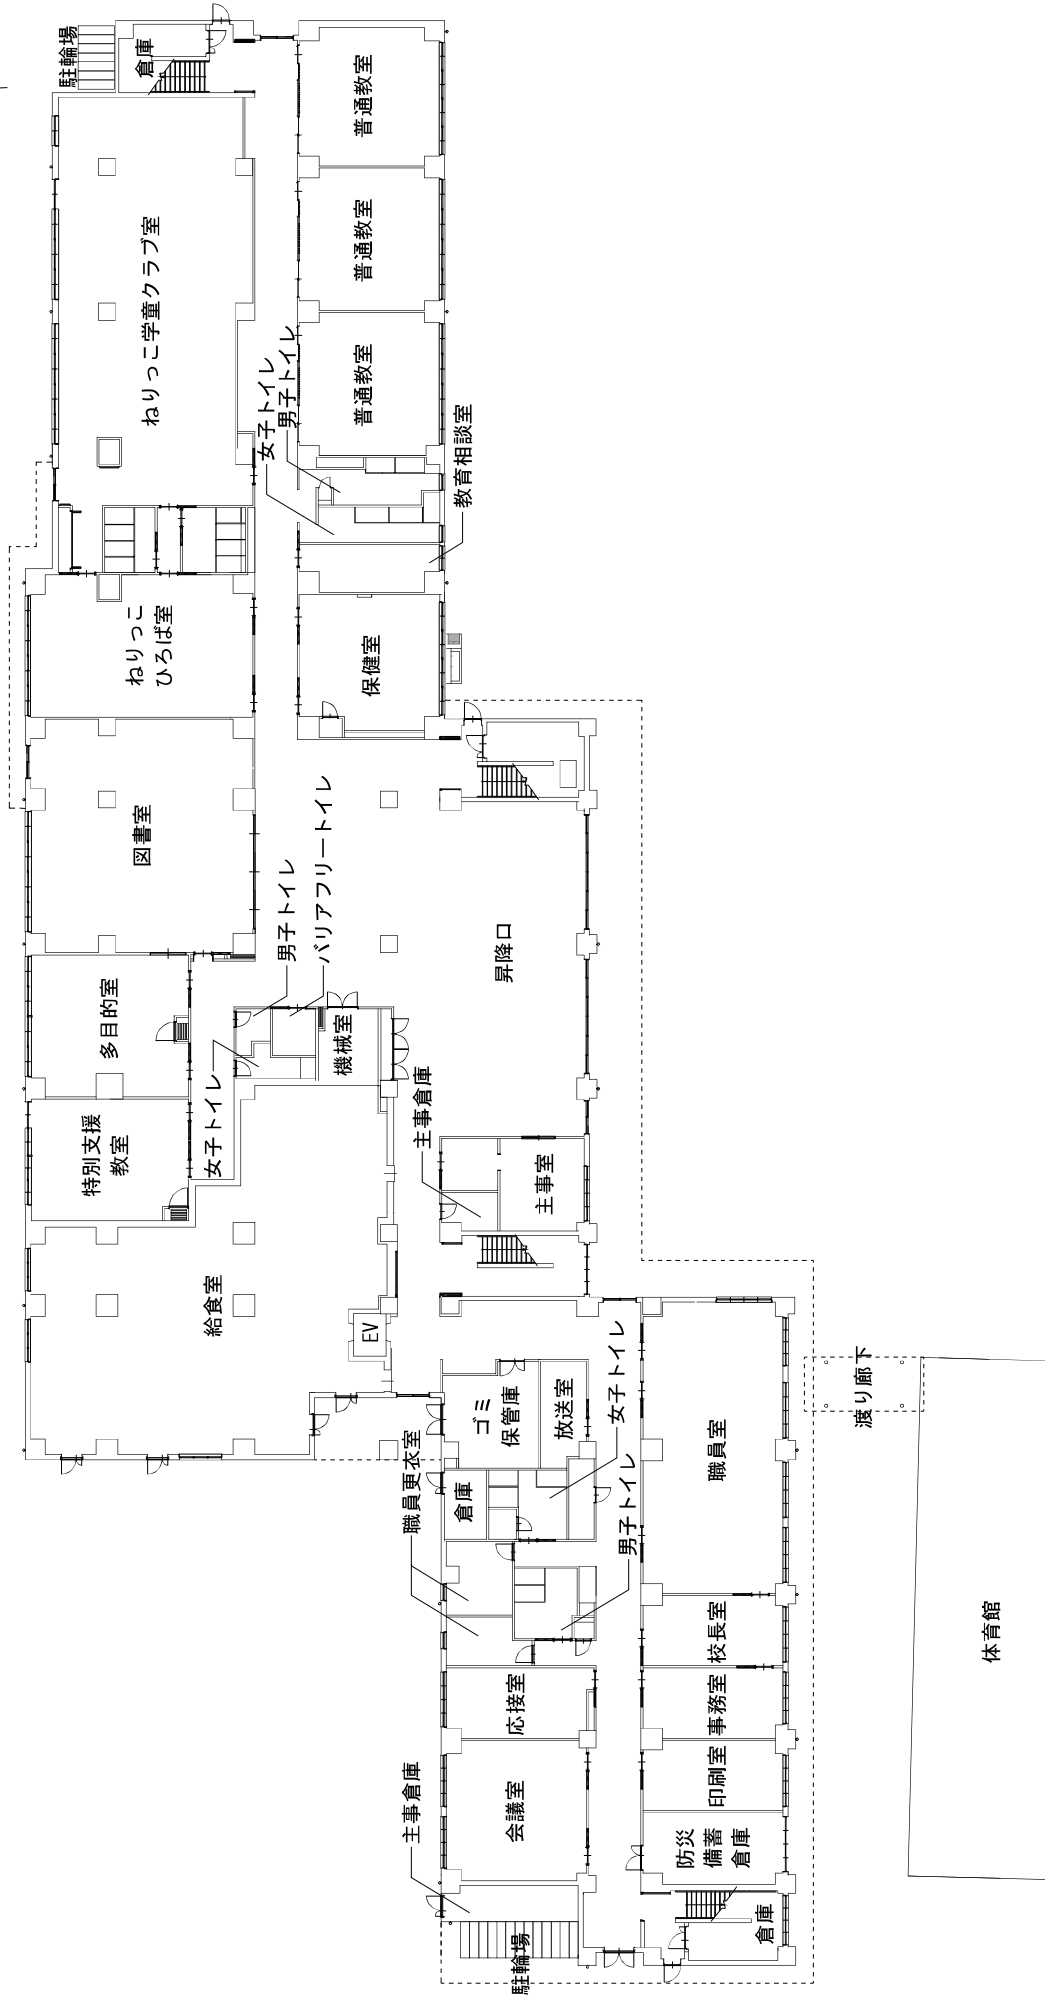 駐輪場
倉庫
普通教室
ねりっこ学童クラブ室
普通教室
普通教室
女子トイレ
男子トイレ
教育相談室
ねりっこ
ひろば室
保健室
図書室
男子トイレ
バリアフリートイレ
昇降口
多目的室
機械室
女子トイレ
主事倉庫
特別支援
教室
主事室
給食室
EV
女子トイレ
渡り廊下
ゴミ
保管庫
放送室
職員室
職員更衣室
倉庫
男子トイレ
体育館
校長室
応接室
事務室
印刷室
会議室
主事倉庫
防災
備蓄
倉庫
倉庫
駐輪場